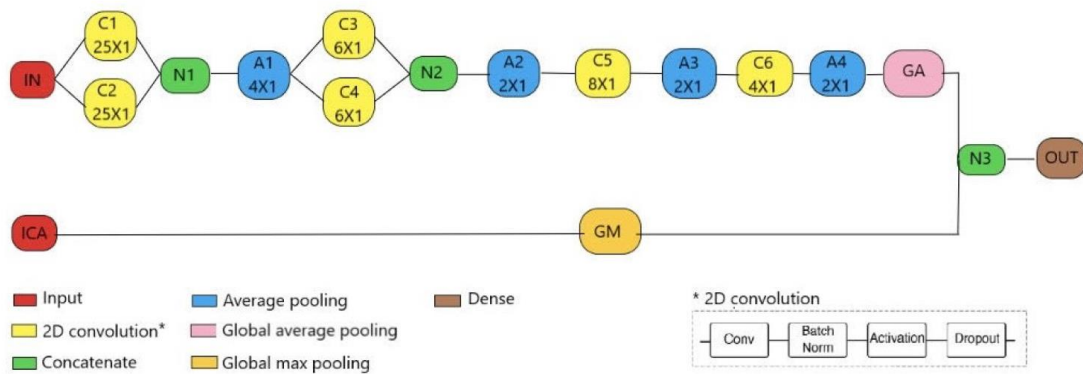 IN
C1
25X1
C2
25X1
N1
A1
4X1
C3
6X1
C4
6X1
N2
A2
2X1
C5
8X1
A3
2X1
C6
4X1
A4
2X1
GA
N3
OUT
ICA
GM
Input
2D convolution*
Concatenate
Average pooling
Global average pooling
Global max pooling
Dense
* 2D convolution
Conv
Batch
Norm
Activation
Dropout